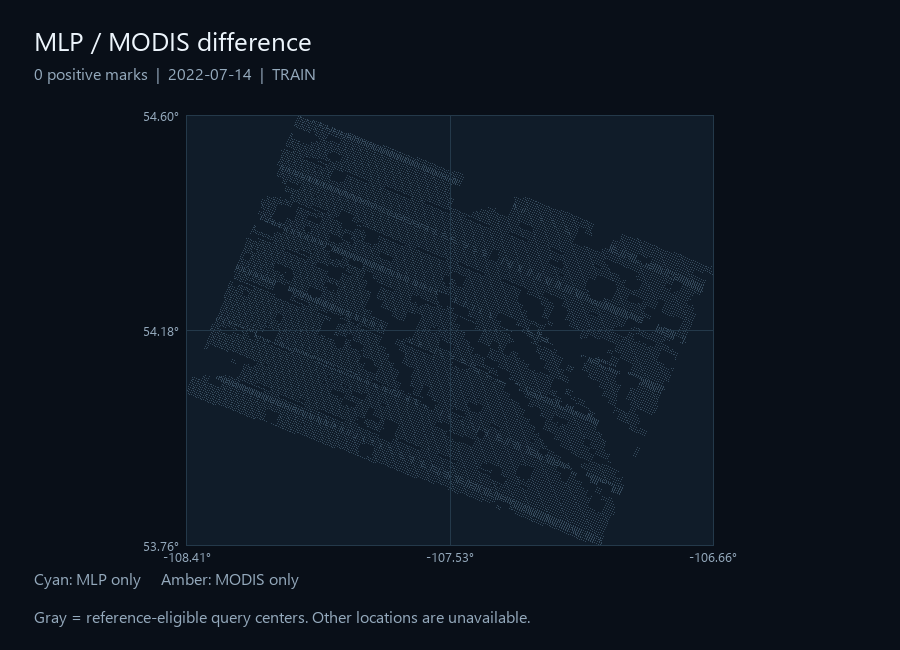 MLP / MODIS difference
0 positive marks | 2022-07-14 | TRAIN
54.60°
54.18°
53.76°
-108.41° -107.53° -106.66°
Cyan: MLP only Amber: MODIS only
Gray = reference-eligible query centers. Other locations are unavailable.